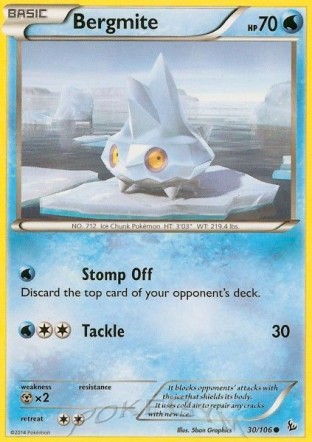 BASIC Bergmite HP 70
NO. 712 Ice Chunk Pokémon HT: 3'03" WT: 219.4 lbs.
Stomp Off
Discard the top card of your opponent's deck.
Tackle 30
weakness resistance
×2
retreat
It blocks opponents' attacks with
the ice that shields its body.
It uses cold air to repair any cracks
with new ice.
©2014 Pokémon Illus. 5ban Graphics 30/106